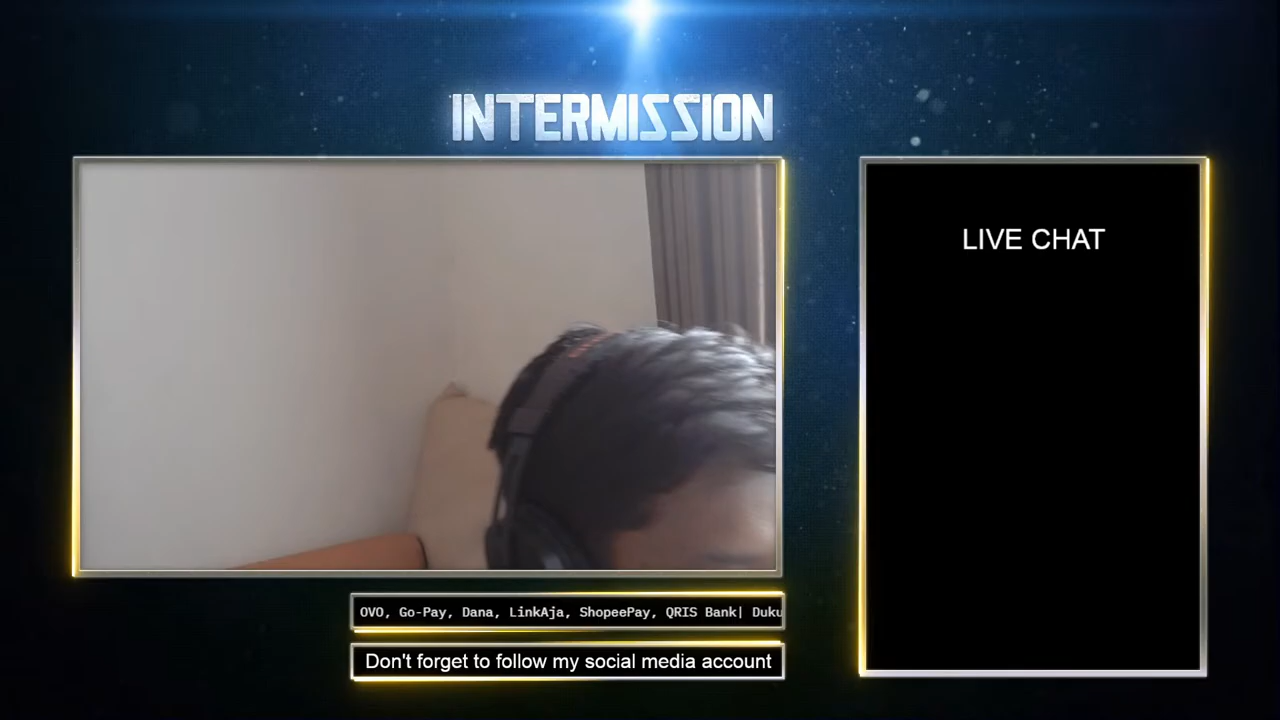 INTERMISSION
LIVE CHAT
OVO, Go-Pay, Dana, LinkAja, ShopeePay, QRIS Bank| Duku
Don't forget to follow my social media account